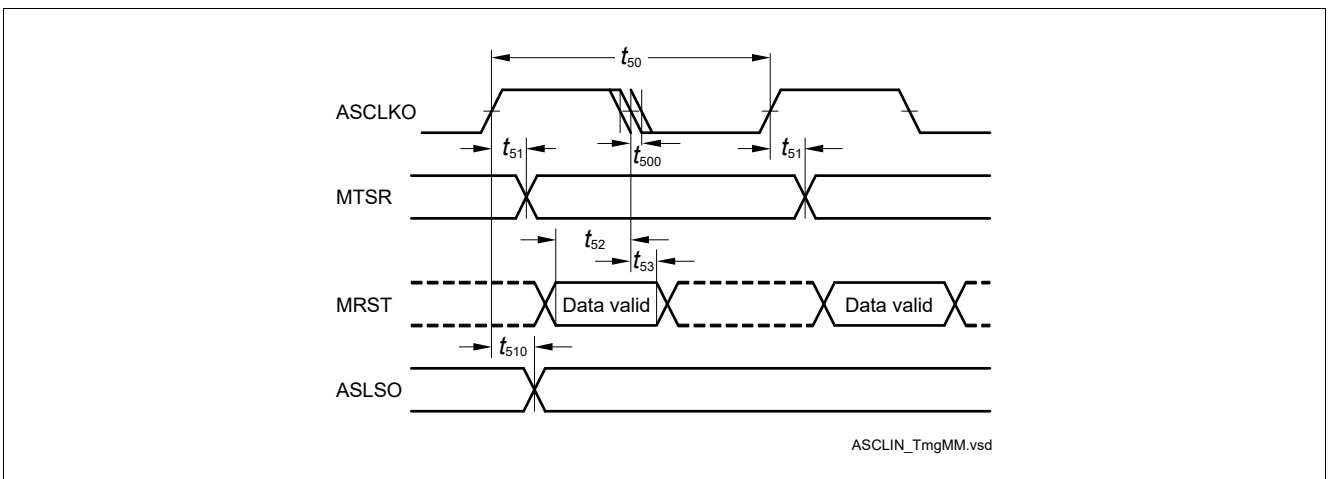 t50
ASCLKO
t51
t500
t51
MTSR
t52
t53
MRST
Data valid
Data valid
t510
ASLSO
ASCLIN_TmgMM.vsd